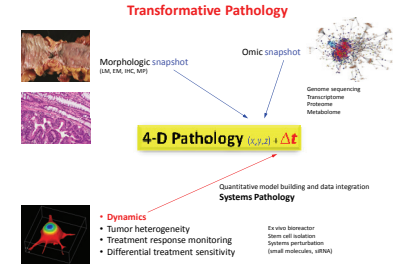 Transformative Pathology
Omic snapshot
Morphologic snapshot
(LM, EM, IHC, MP)
Genome sequencing
Transcriptome
Proteome
Metabolome
4-D Pathology (x,y,z) + Δt
Quantitative model building and data integration
Systems Pathology
• Dynamics
• Tumor heterogeneity
• Treatment response monitoring
• Differential treatment sensitivity
Ex vivo bioreactor
Stem cell isolation
Systems perturbation
(small molecules, siRNA)